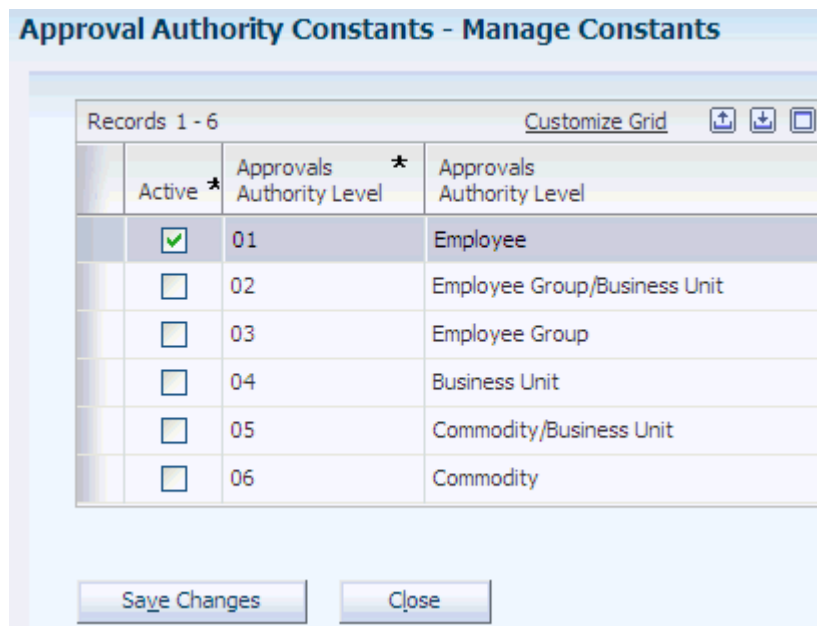 Approval Authority Constants - Manage Constants
Records 1 - 6 Customize Grid
Active * Approvals Authority Level * Approvals Authority Level
01 Employee
02 Employee Group/Business Unit
03 Employee Group
04 Business Unit
05 Commodity/Business Unit
06 Commodity
Save Changes Close